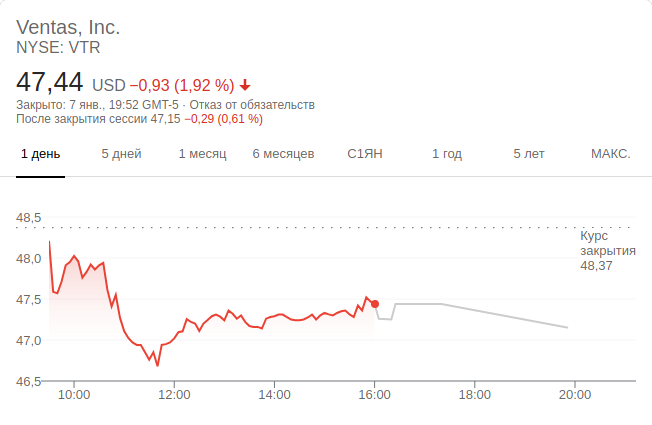 Ventas, Inc.
NYSE: VTR
47,44 USD −0,93 (1,92 %)
Закрыто: 7 янв., 19:52 GMT-5 · Отказ от обязательств
После закрытия сессии 47,15 −0,29 (0,61 %)
1 день 5 дней 1 месяц 6 месяцев С1ЯН 1 год 5 лет МАКС.
48,5
Курс
закрытия
48,37
48,0
47,5
47,0
46,5
10:00 12:00 14:00 16:00 18:00 20:00